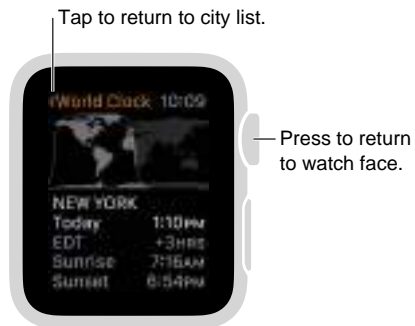 Tap to return to city list.
‹World Clock 10:09
Press to return
to watch face.
NEW YORK
Today 1:10PM
EDT +3HRS
Sunrise 7:15AM
Sunset 6:54PM